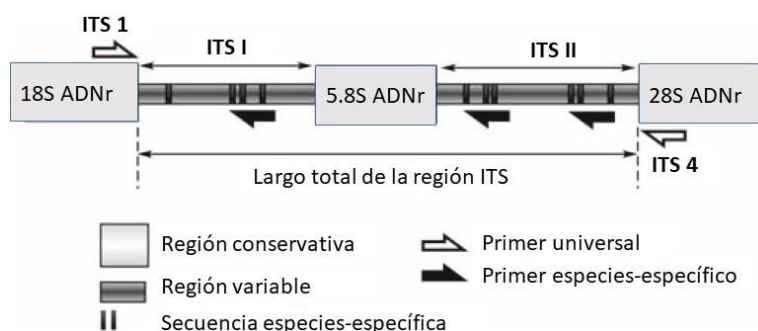 ITS 1
ITS I
ITS II
18S ADNr
5.8S ADNr
28S ADNr
ITS 4
Largo total de la región ITS
Región conservativa
Región variable
Secuencia especies-específica
Primer universal
Primer especies-específico